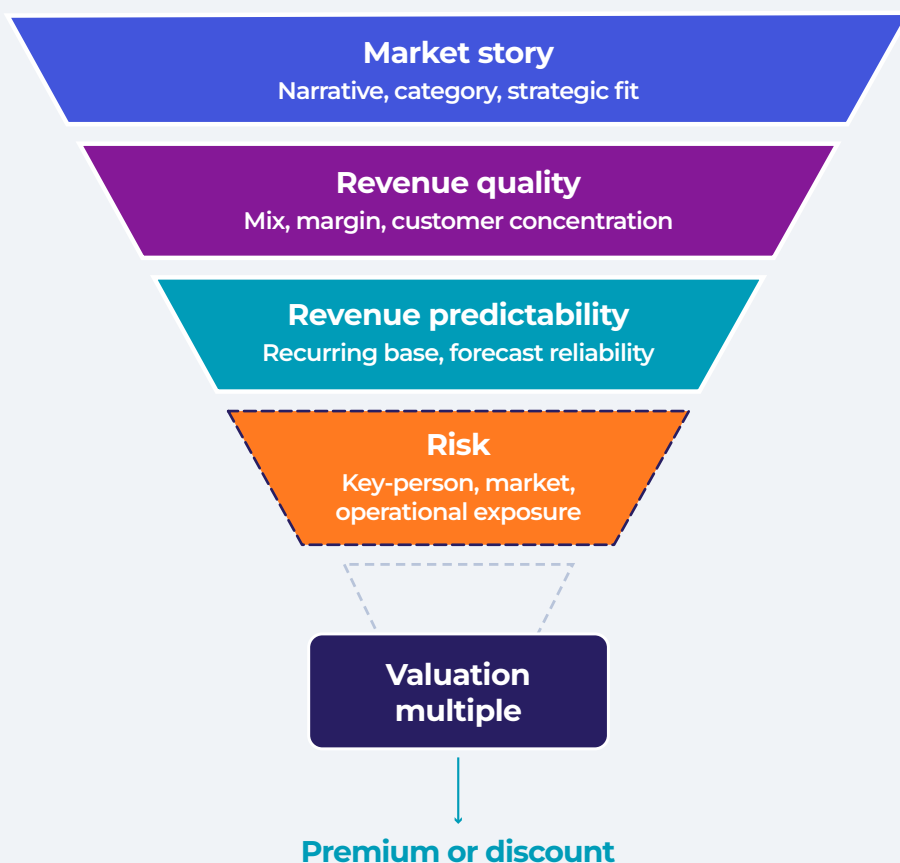 Market story
Narrative, category, strategic fit
Revenue quality
Mix, margin, customer concentration
Revenue predictability
Recurring base, forecast reliability
Risk
Key-person, market,
operational exposure
Valuation
multiple
Premium or discount